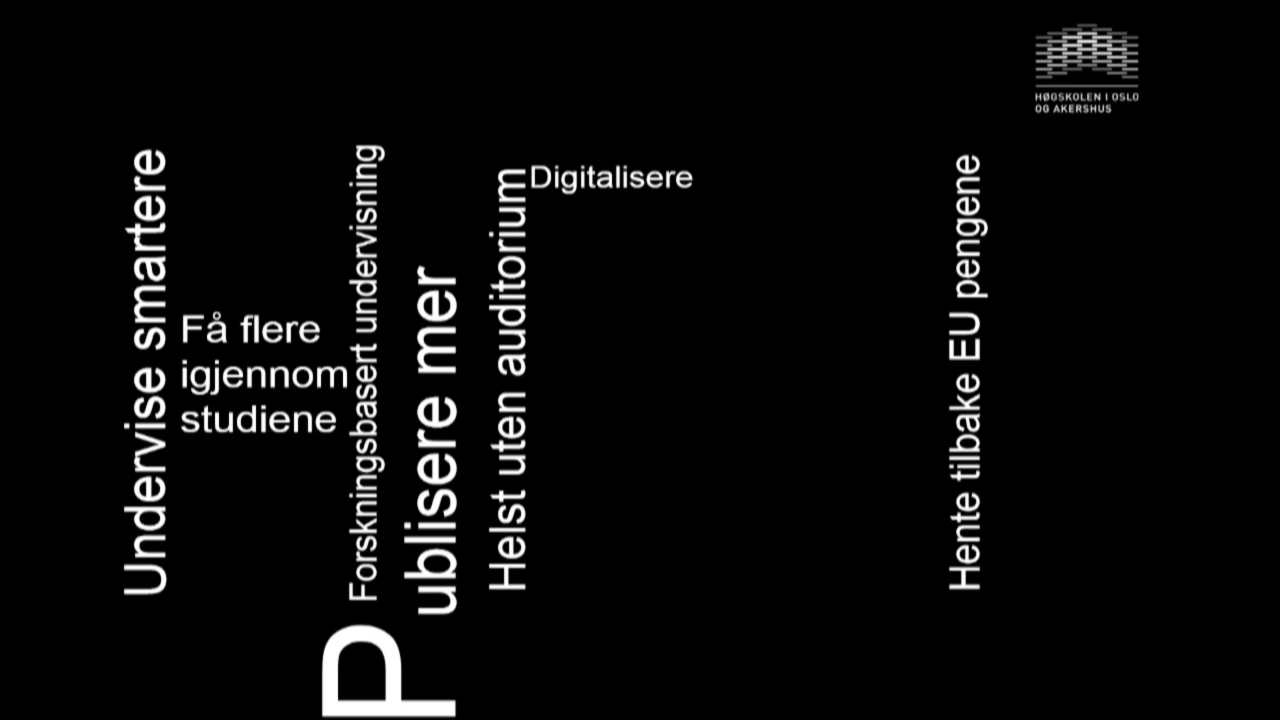 HØGSKOLEN I OSLO
OG AKERSHUS
Undervise smartere
Få flere
igjennom
studiene
Forskningsbasert undervisning
Publisere mer
Helst uten auditorium
Digitalisere
Hente tilbake EU pengene